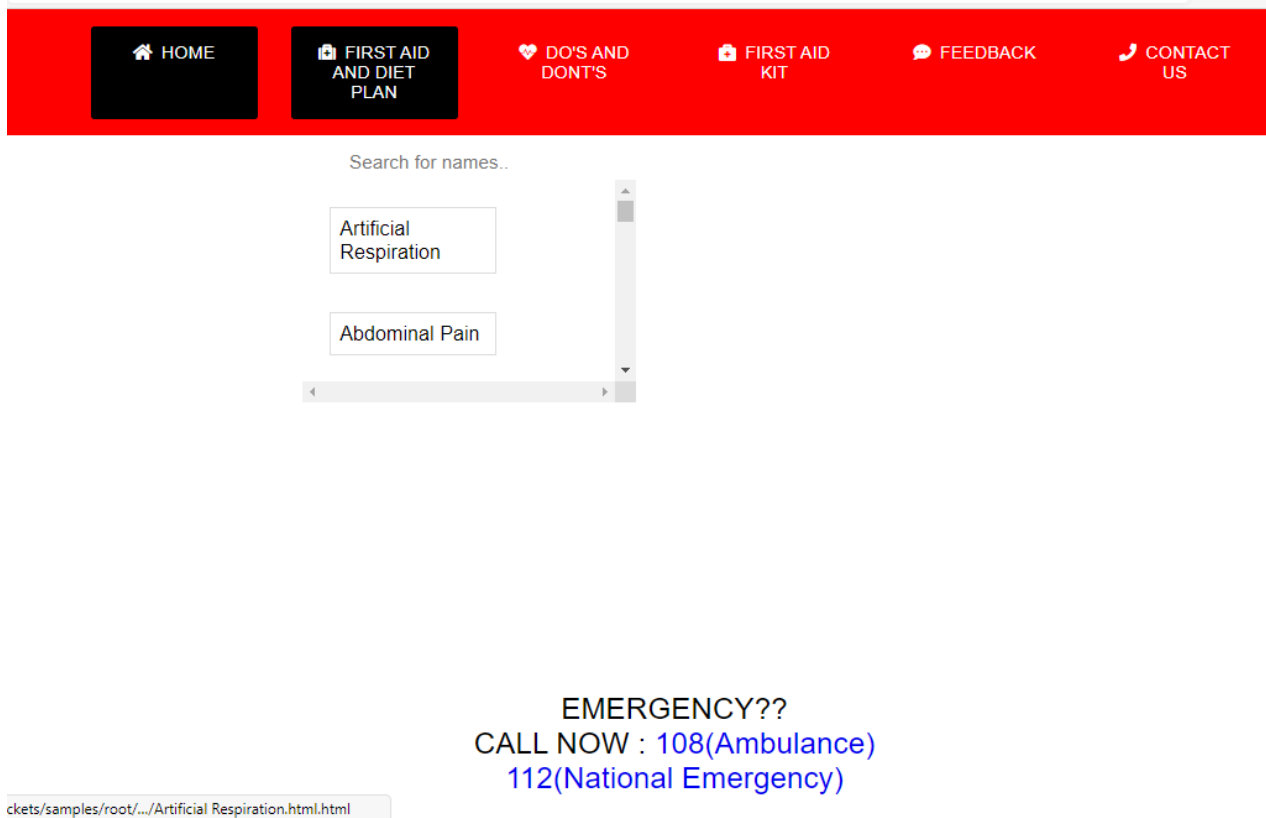 HOME
FIRST AID
AND DIET
PLAN
DO'S AND
DONT'S
FIRST AID
KIT
FEEDBACK
CONTACT
US
Search for names..
Artificial
Respiration
Abdominal Pain
EMERGENCY??
CALL NOW : 108(Ambulance)
112(National Emergency)
ckets/samples/root/.../Artificial Respiration.html.html